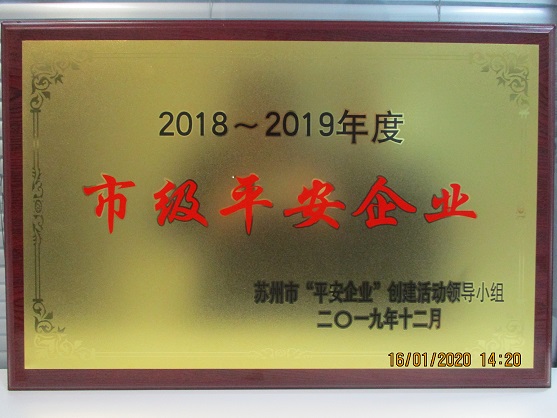 2018～2019年度
市级平安企业
苏州市“平安企业”创建活动领导小组
二〇一九年十二月
16/01/2020 14:20